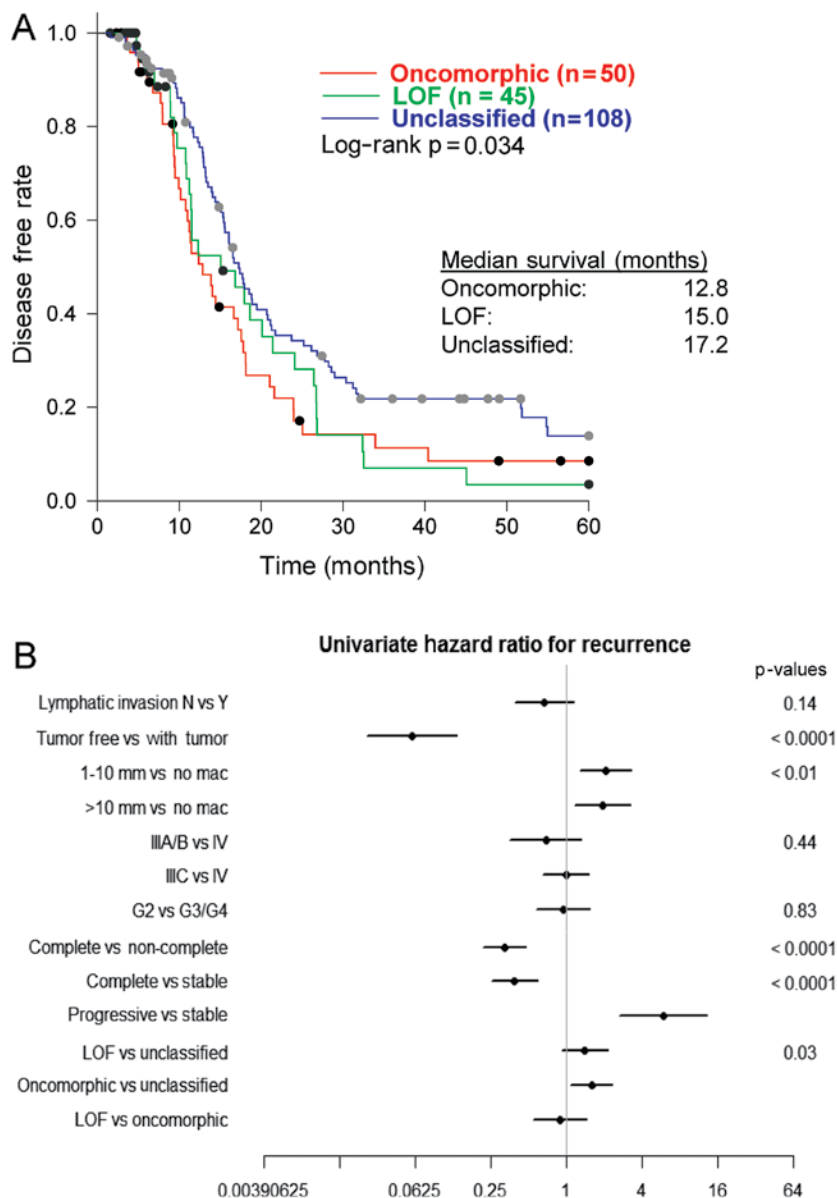 A
Oncomorphic (n=50)
LOF (n = 45)
Unclassified (n=108)
Log-rank p=0.034
Disease free rate
1.0
0.8
0.6
0.4
0.2
0.0
Median survival (months)
Oncomorphic: 12.8
LOF: 15.0
Unclassified: 17.2
0 10 20 30 40 50 60
Time (months)
B
Univariate hazard ratio for recurrence
p-values
Lymphatic invasion N vs Y 0.14
Tumor free vs with tumor < 0.0001
1-10 mm vs no mac < 0.01
>10 mm vs no mac
IIIA/B vs IV 0.44
IIIC vs IV
G2 vs G3/G4 0.83
Complete vs non-complete < 0.0001
Complete vs stable < 0.0001
Progressive vs stable
LOF vs unclassified 0.03
Oncomorphic vs unclassified
LOF vs oncomorphic
0.00390625 0.0625 0.25 1 4 16 64